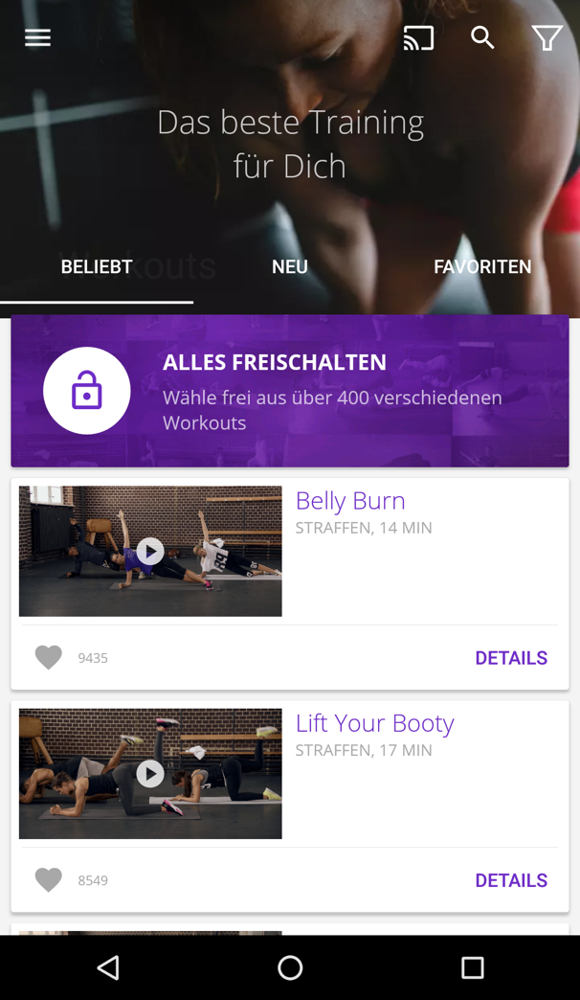 Das beste Training
für Dich
Workouts
BELIEBT
NEU
FAVORITEN
ALLES FREISCHALTEN
Wähle frei aus über 400 verschiedenen
Workouts
Belly Burn
STRAFFEN, 14 MIN
9435
DETAILS
Lift Your Booty
STRAFFEN, 17 MIN
8549
DETAILS